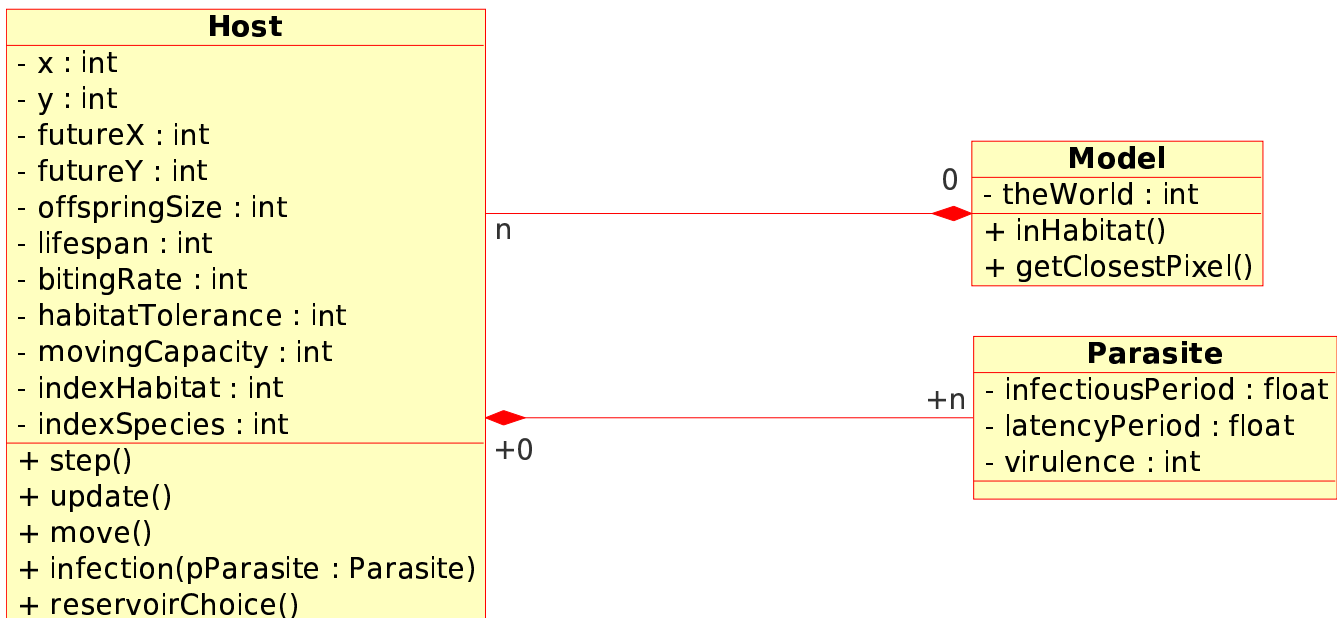 Host
- x : int
- y : int
- futureX : int
- futureY : int
- offspringSize : int
- lifespan : int
- bitingRate : int
- habitatTolerance : int
- movingCapacity : int
- indexHabitat : int
- indexSpecies : int
+ step()
+ update()
+ move()
+ infection(pParasite : Parasite)
+ reservoirChoice()
n
0
Model
- theWorld : int
+ inHabitat()
+ getClosestPixel()
+0
+n
Parasite
- infectiousPeriod : float
- latencyPeriod : float
- virulence : int